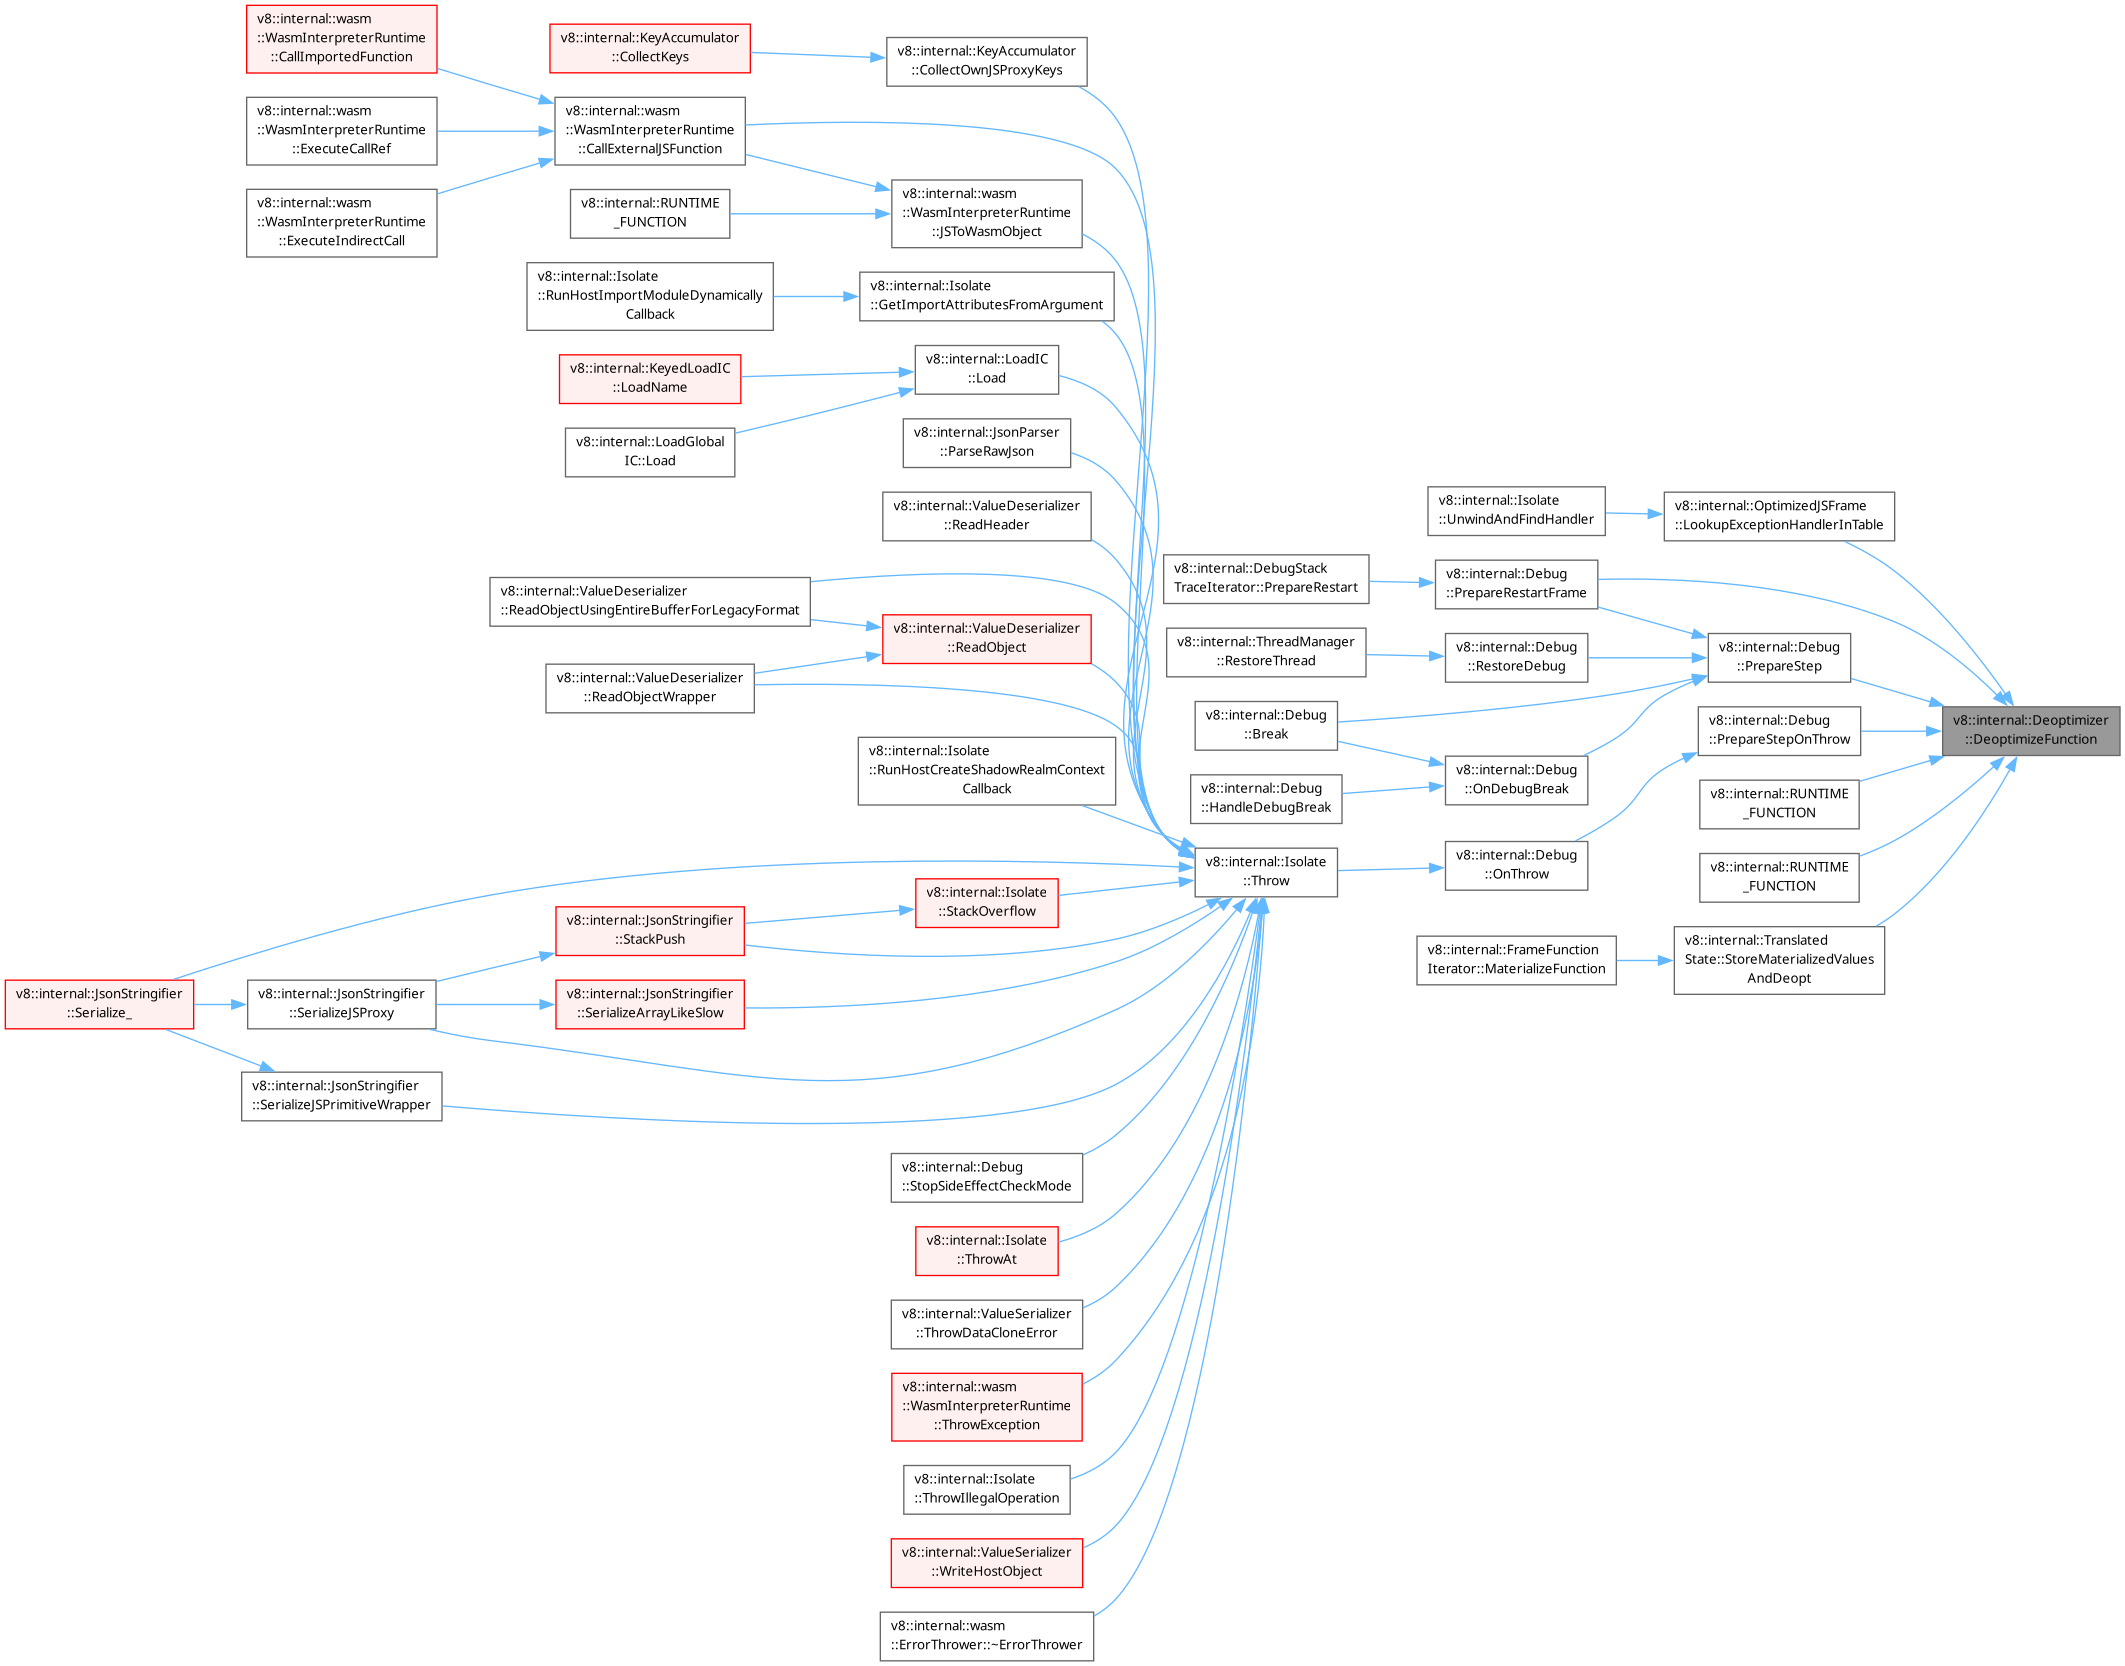 v8::internal::wasm
::WasmInterpreterRuntime
::CallImportedFunction
v8::internal::wasm
::WasmInterpreterRuntime
::ExecuteCallRef
v8::internal::wasm
::WasmInterpreterRuntime
::ExecuteIndirectCall
v8::internal::KeyAccumulator
::CollectKeys
v8::internal::wasm
::WasmInterpreterRuntime
::CallExternalJSFunction
v8::internal::RUNTIME
_FUNCTION
v8::internal::Isolate
::RunHostImportModuleDynamically
Callback
v8::internal::KeyedLoadIC
::LoadName
v8::internal::LoadGlobal
IC::Load
v8::internal::ValueDeserializer
::ReadObjectUsingEntireBufferForLegacyFormat
v8::internal::ValueDeserializer
::ReadObjectWrapper
v8::internal::KeyAccumulator
::CollectOwnJSProxyKeys
v8::internal::wasm
::WasmInterpreterRuntime
::JSToWasmObject
v8::internal::Isolate
::GetImportAttributesFromArgument
v8::internal::LoadIC
::Load
v8::internal::JsonParser
::ParseRawJson
v8::internal::ValueDeserializer
::ReadHeader
v8::internal::ValueDeserializer
::ReadObject
v8::internal::Isolate
::RunHostCreateShadowRealmContext
Callback
v8::internal::Isolate
::StackOverflow
v8::internal::JsonStringifier
::StackPush
v8::internal::JsonStringifier
::SerializeArrayLikeSlow
v8::internal::JsonStringifier
::Serialize_
v8::internal::JsonStringifier
::SerializeJSProxy
v8::internal::JsonStringifier
::SerializeJSPrimitiveWrapper
v8::internal::Debug
::StopSideEffectCheckMode
v8::internal::Isolate
::ThrowAt
v8::internal::ValueSerializer
::ThrowDataCloneError
v8::internal::wasm
::WasmInterpreterRuntime
::ThrowException
v8::internal::Isolate
::ThrowIllegalOperation
v8::internal::ValueSerializer
::WriteHostObject
v8::internal::wasm
::ErrorThrower::~ErrorThrower
v8::internal::DebugStack
TraceIterator::PrepareRestart
v8::internal::ThreadManager
::RestoreThread
v8::internal::Debug
::Break
v8::internal::Debug
::HandleDebugBreak
v8::internal::Isolate
::Throw
v8::internal::Isolate
::UnwindAndFindHandler
v8::internal::Debug
::PrepareRestartFrame
v8::internal::Debug
::RestoreDebug
v8::internal::Debug
::OnDebugBreak
v8::internal::Debug
::OnThrow
v8::internal::FrameFunction
Iterator::MaterializeFunction
v8::internal::OptimizedJSFrame
::LookupExceptionHandlerInTable
v8::internal::Debug
::PrepareStep
v8::internal::Debug
::PrepareStepOnThrow
v8::internal::RUNTIME
_FUNCTION
v8::internal::RUNTIME
_FUNCTION
v8::internal::Translated
State::StoreMaterializedValues
AndDeopt
v8::internal::Deoptimizer
::DeoptimizeFunction